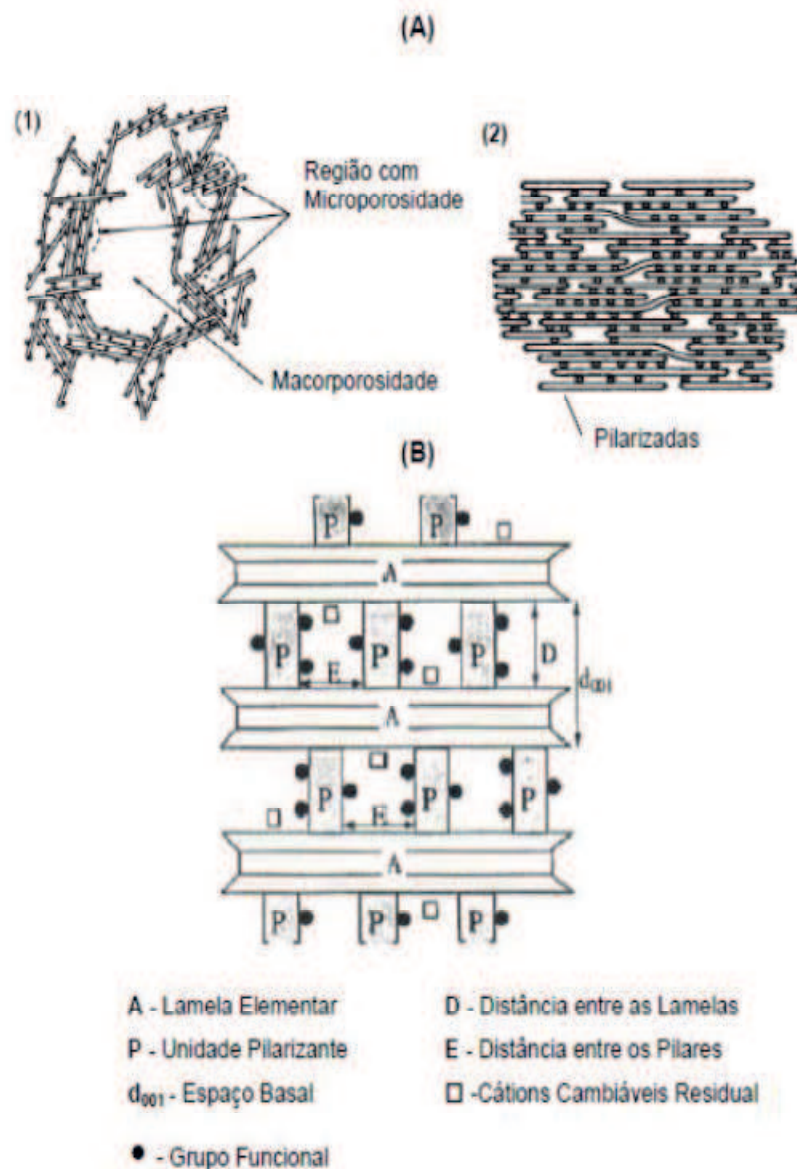 (A)
(1)
(2)
Região com
Microporosidade
Macorporosidade
Pilarizadas
(B)
P P
A
P P P
E
D
d001
A
P P P
E
A
P P P
A - Lamela Elementar
D - Distância entre as Lamelas
P - Unidade Pilarizante
E - Distância entre os Pilares
d001 - Espaço Basal
-Cátions Cambiáveis Residual
- Grupo Funcional